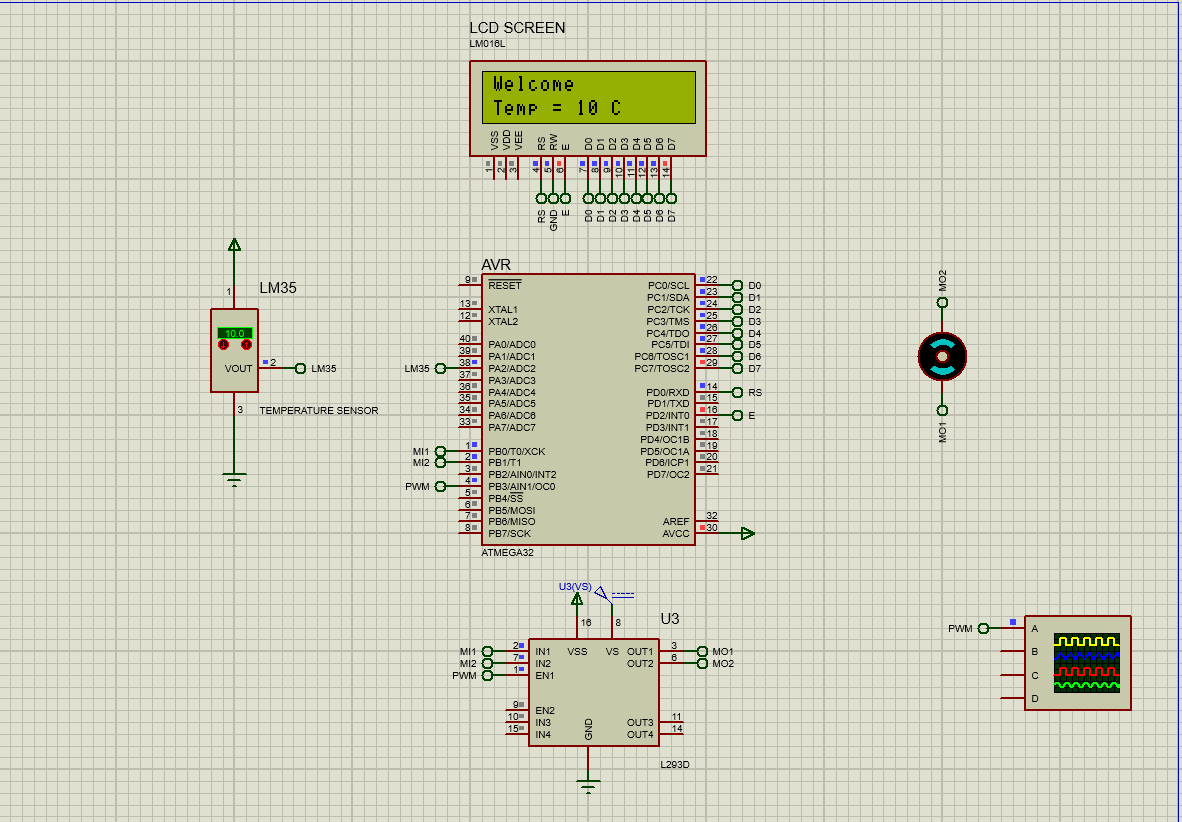 LCD SCREEN
LM016L
Welcome
Temp = 10 C
VSS VDD VEE RS RW E D0 D1 D2 D3 D4 D5 D6 D7
1 2 3 4 5 6 7 8 9 10 11 12 13 14
RS GND E D0 D1 D2 D3 D4 D5 D6 D7
LM35
1
10.0
VOUT
2
LM35
3
TEMPERATURE SENSOR
AVR
9 RESET PC0/SCL 22 D0
PC1/SDA 23 D1
13 XTAL1 PC2/TCK 24 D2
12 XTAL2 PC3/TMS 25 D3
PC4/TDO 26 D4
40 PA0/ADC0 PC5/TDI 27 D5
39 PA1/ADC1 PC6/TOSC1 28 D6
LM35 38 PA2/ADC2 PC7/TOSC2 29 D7
37 PA3/ADC3
36 PA4/ADC4 PD0/RXD 14 RS
35 PA5/ADC5 PD1/TXD 15
34 PA6/ADC6 PD2/INT0 16 E
33 PA7/ADC7 PD3/INT1 17
PD4/OC1B 18
MI1 1 PB0/T0/XCK PD5/OC1A 19
MI2 2 PB1/T1 PD6/ICP1 20
3 PB2/AIN0/INT2 PD7/OC2 21
PWM 4 PB3/AIN1/OC0
5 PB4/SS
6 PB5/MOSI
7 PB6/MISO AREF 32
8 PB7/SCK AVCC 30
ATMEGA32
MO2
MO1
U3(VS)
U3
16 8
MI1 2 IN1 VSS VS OUT1 3 MO1
MI2 7 IN2 OUT2 6 MO2
PWM 1 EN1
9 EN2
10 IN3 OUT3 11
15 IN4 GND OUT4 14
L293D
PWM A
B
C
D